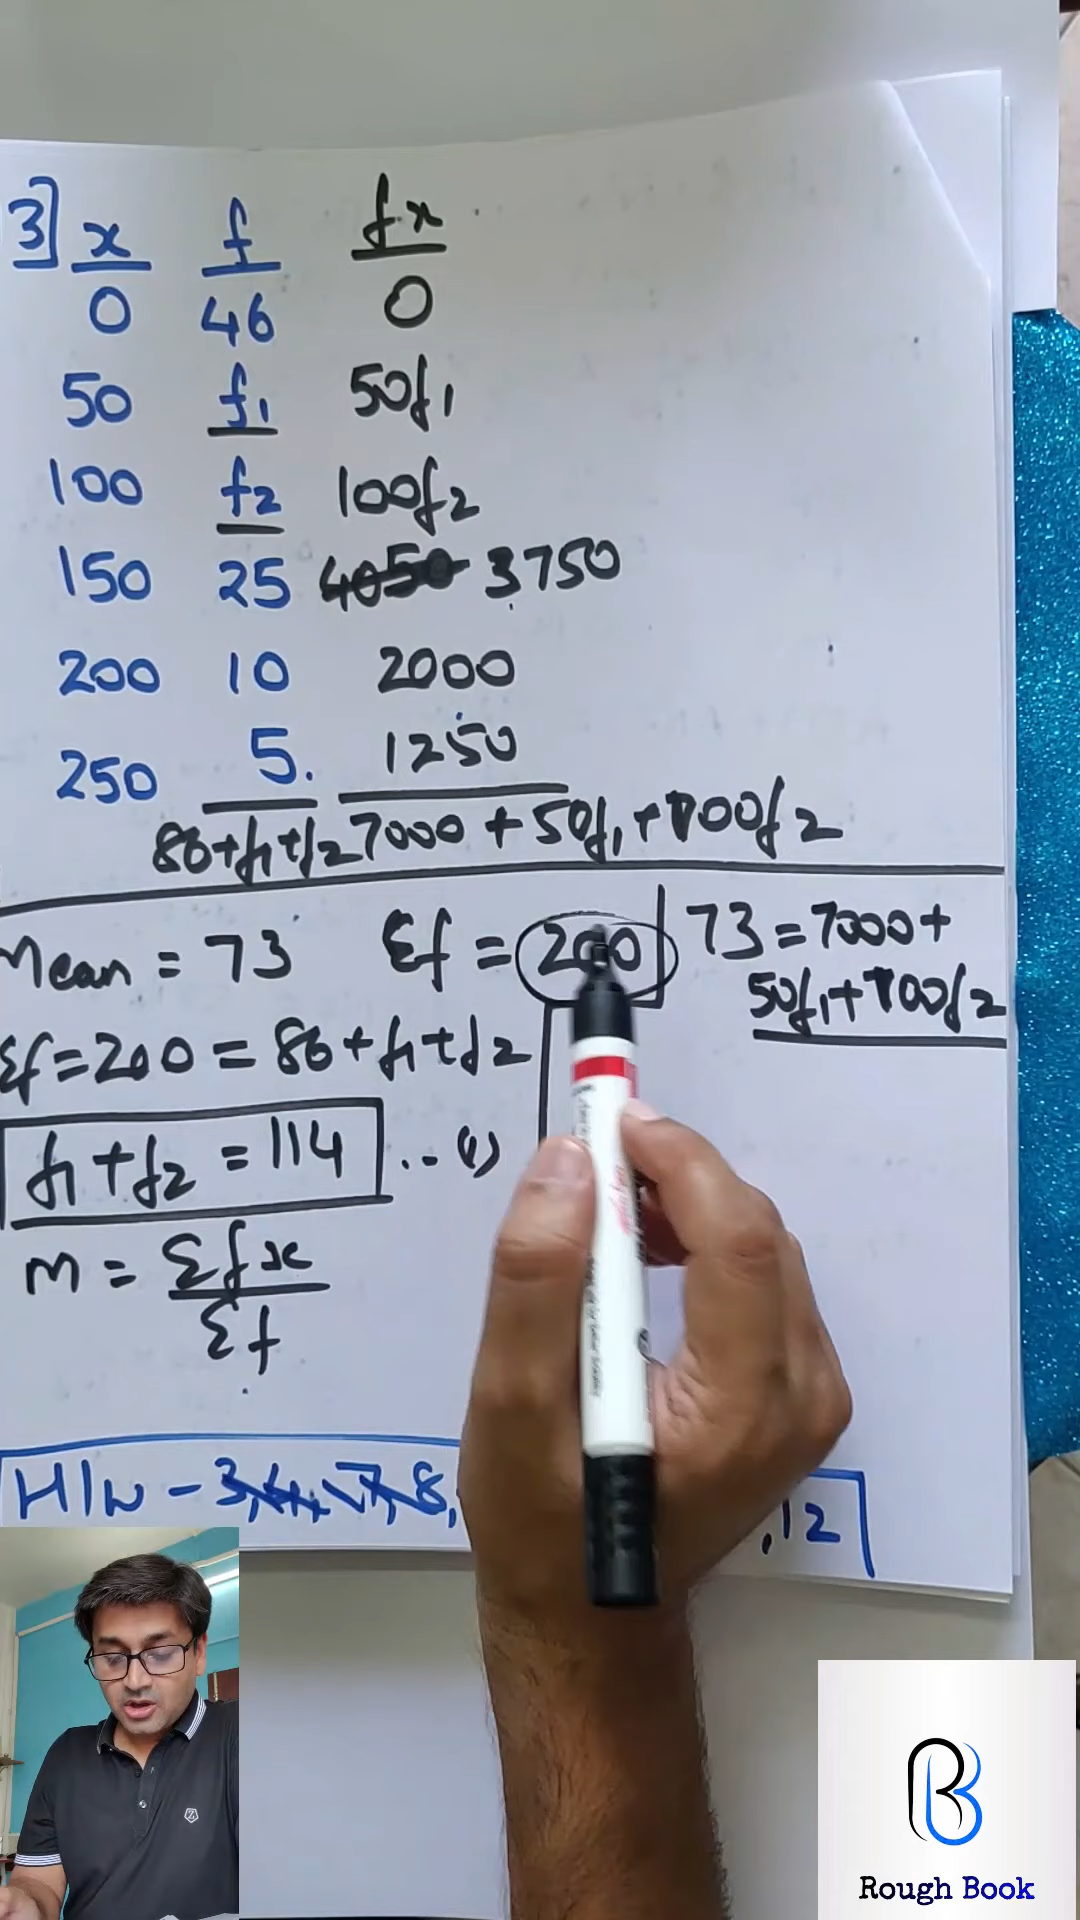 3] x f fx
0 46 0
50 f1 50f1
100 f2 100f2
150 25 4050 3750
200 10 2000
250 5. 1250
86+f1+f2 7000 + 50f1 + 100f2
Mean = 73 Σf = 200
Σf = 200 = 86 + f1 + f2
f1 + f2 = 114 ... (1)
M = Σfx
Σf
73 = 7000 +
50f1 + 100f2
H/W - 3, 4, 7, 8,
, 12
B
Rough Book